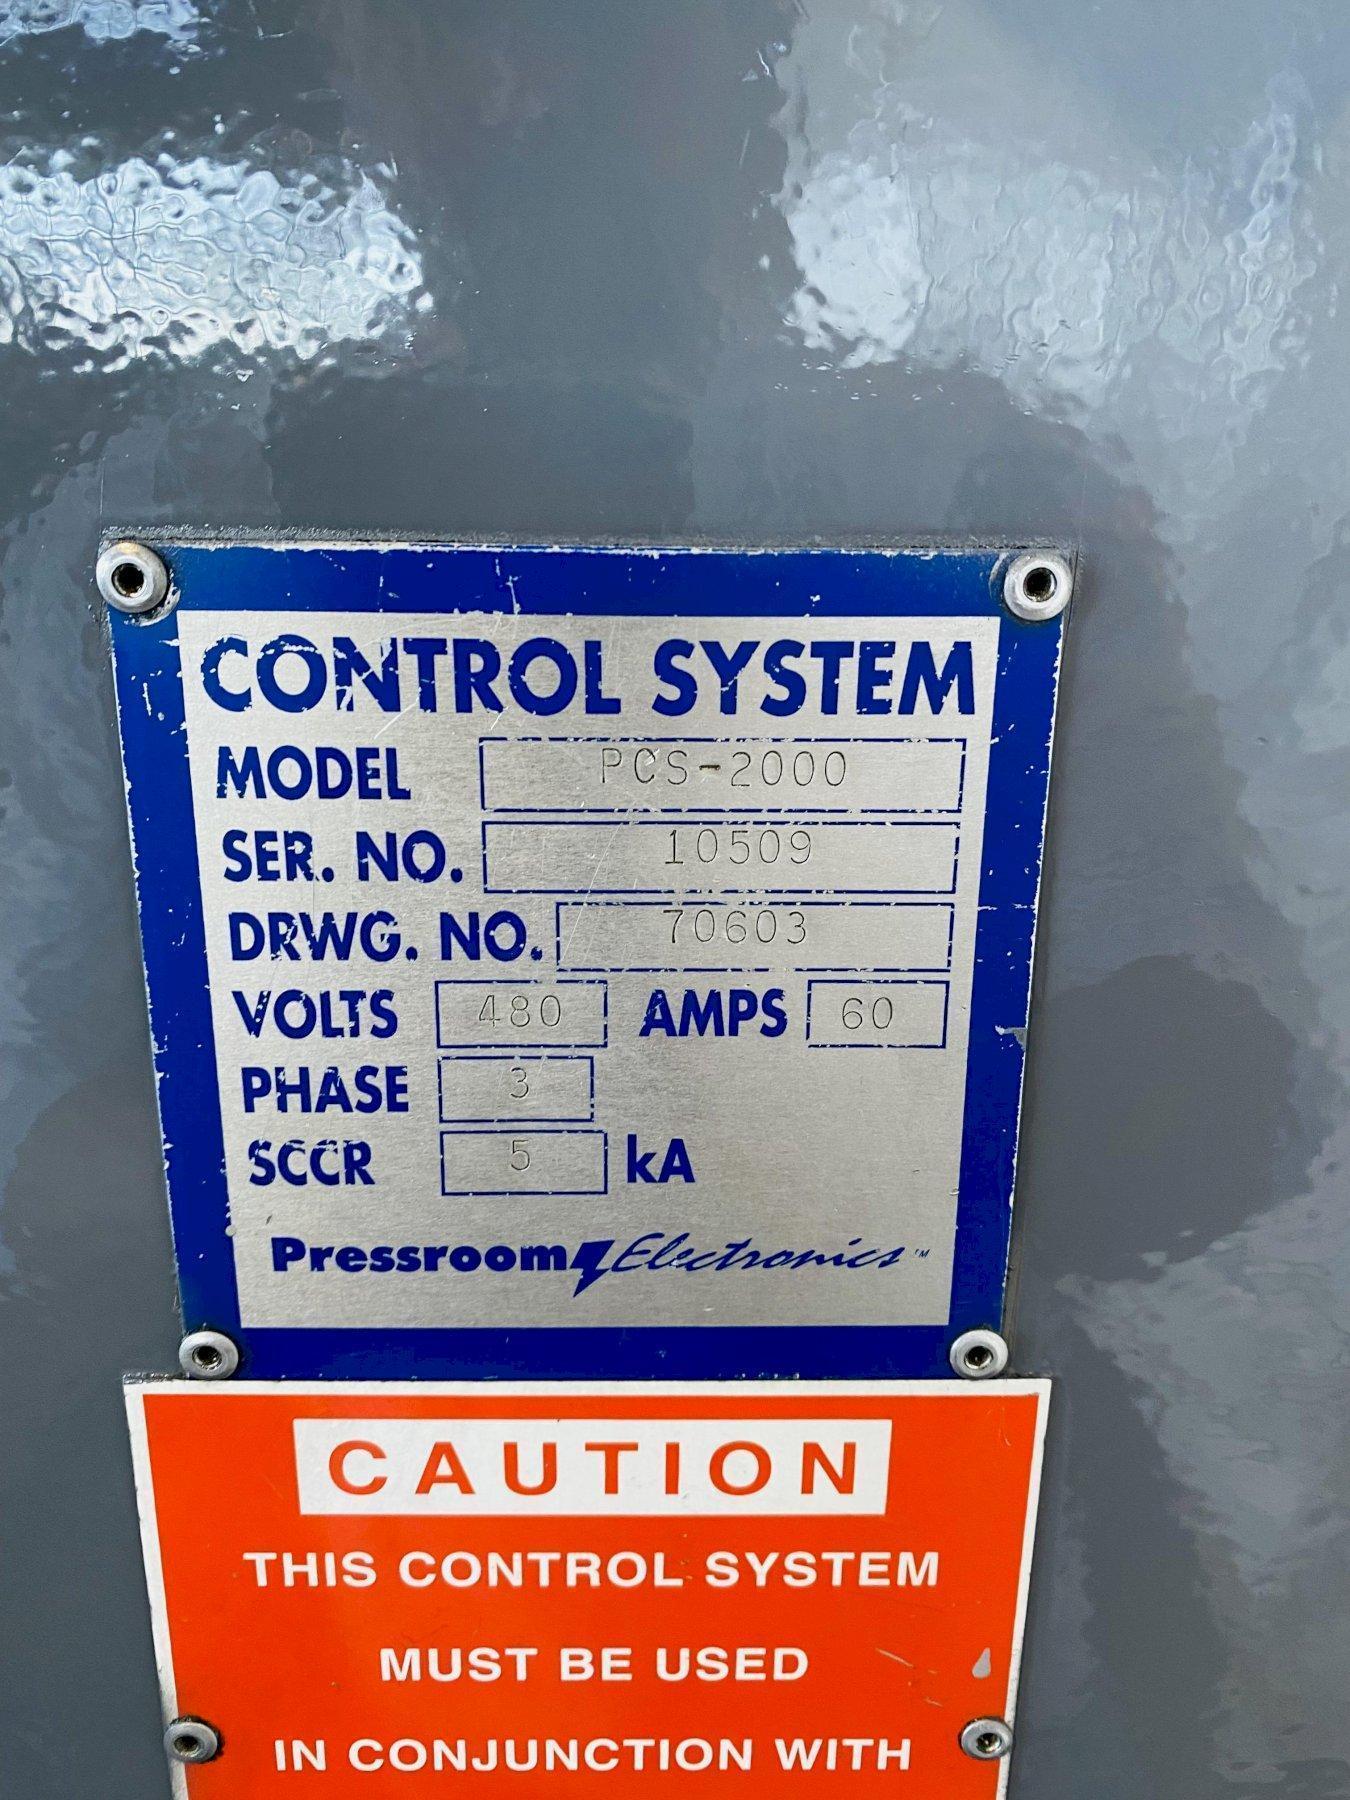 CONTROL SYSTEM
MODEL PCS-2000
SER. NO. 10509
DRWG. NO. 70603
VOLTS 480 AMPS 60
PHASE 3
SCCR 5 kA
Pressroom Electronics™
CAUTION
THIS CONTROL SYSTEM
MUST BE USED
IN CONJUNCTION WITH